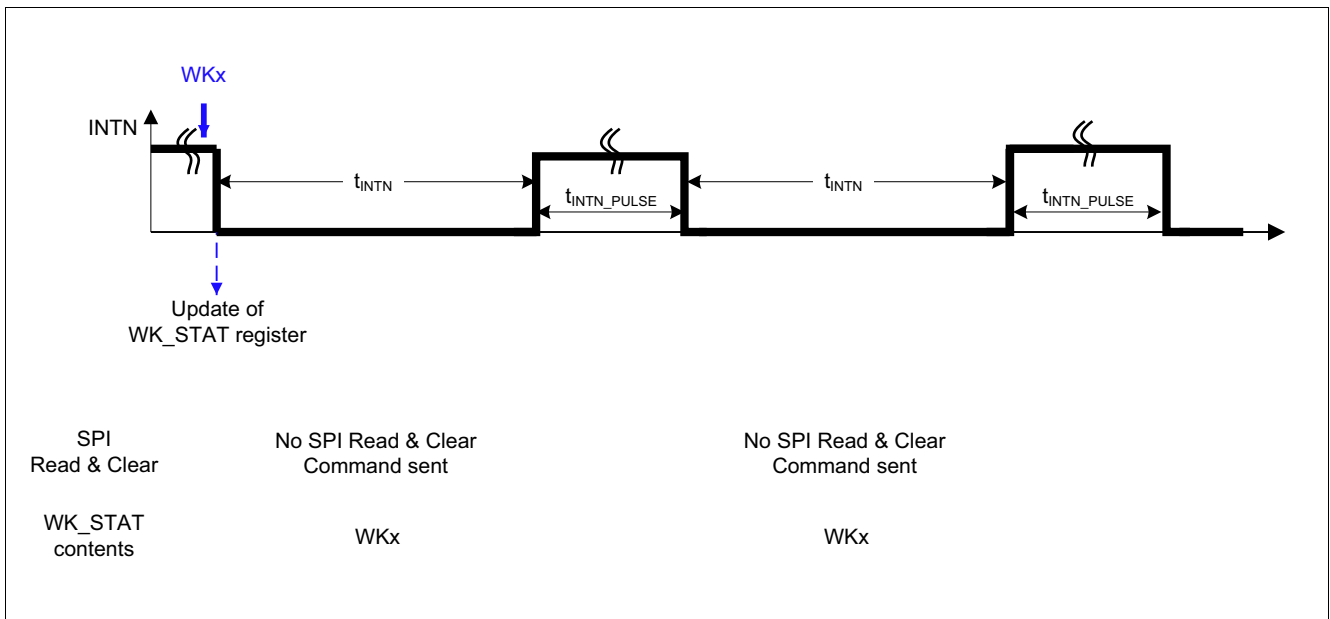 WKx
INTN
tINTN
tINTN
tINTN_PULSE
tINTN_PULSE
Update of
WK_STAT register
SPI
Read & Clear
No SPI Read & Clear
Command sent
No SPI Read & Clear
Command sent
WK_STAT
contents
WKx
WKx